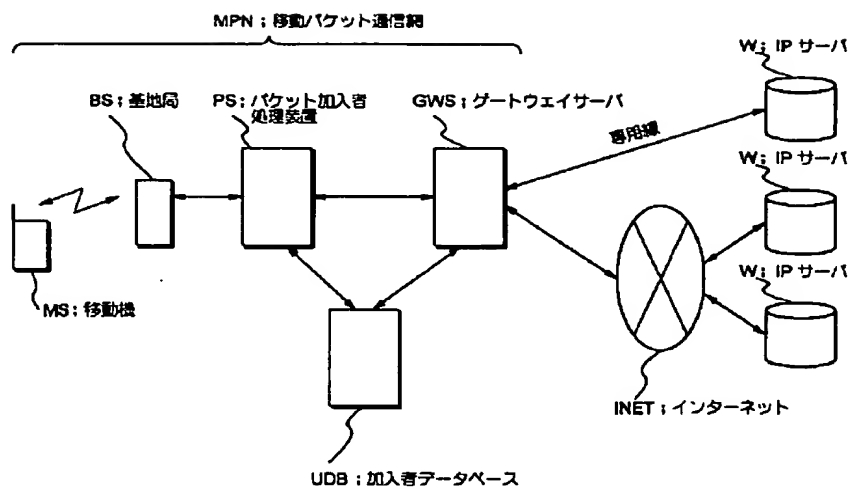 MPN；移動パケット通信網
BS；基地局
PS；パケット加入者
処理装置
GWS；ゲートウェイサーバ
W；IP サーバ
専用線
W；IP サーバ
W；IP サーバ
MS；移動機
INET；インターネット
UDB；加入者データベース